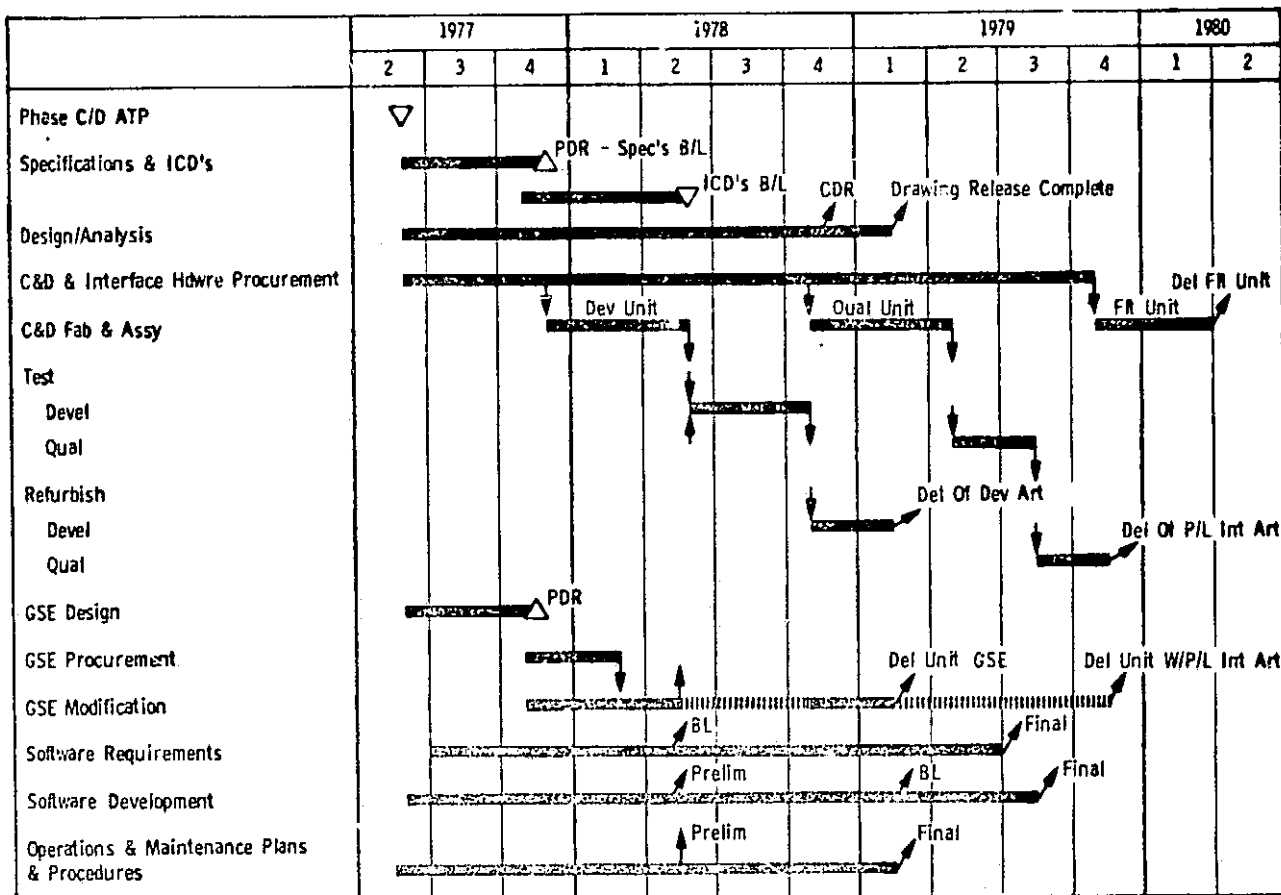 1977 1978 1979 1980
2 3 4 1 2 3 4 1 2 3 4 1 2
Phase C/D ATP
Specifications & ICD's
PDR - Spec's B/L
ICD's B/L
CDR
Drawing Release Complete
Design/Analysis
C&D & Interface Hdwre Procurement
Del Flt Unit
C&D Fab & Assy
Dev Unit
Qual Unit
Flt Unit
Test
Devel
Qual
Refurbish
Del Of Dev Art
Devel
Del Of P/L Int Art
Qual
GSE Design
PDR
GSE Procurement
Del Unit GSE
Del Unit W/P/L Int Art
GSE Modification
BL
Final
Software Requirements
Prelim
BL
Final
Software Development
Prelim
Final
Operations & Maintenance Plans
& Procedures